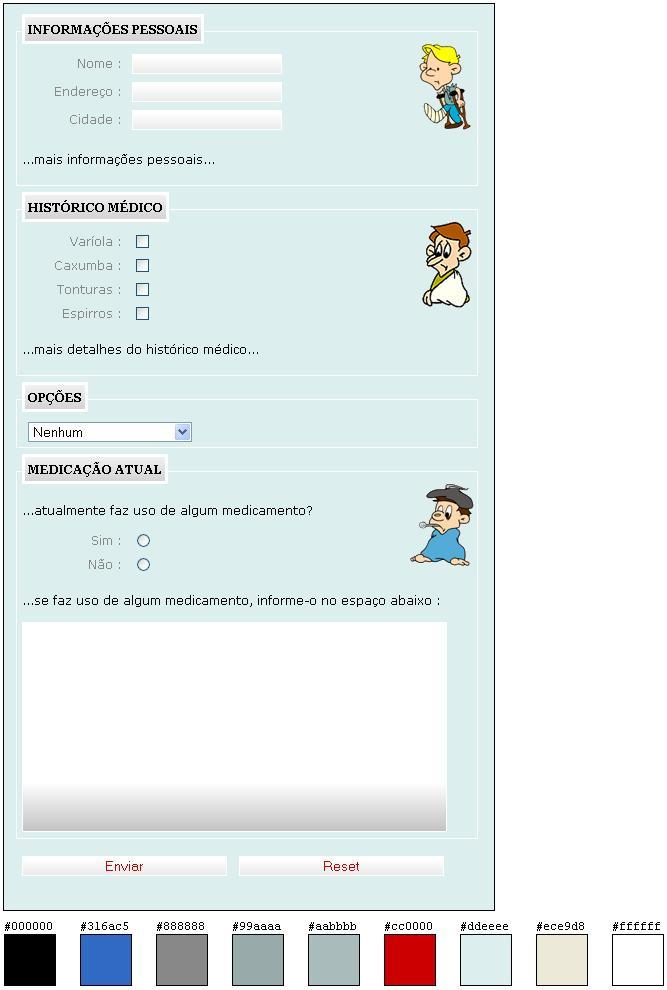 INFORMAÇÕES PESSOAIS
Nome :
Endereço :
Cidade :
...mais informações pessoais...
HISTÓRICO MÉDICO
Varíola :
Caxumba :
Tonturas :
Espirros :
...mais detalhes do histórico médico...
OPÇÕES
Nenhum
MEDICAÇÃO ATUAL
...atualmente faz uso de algum medicamento?
Sim :
Não :
...se faz uso de algum medicamento, informe-o no espaço abaixo :
Enviar Reset
#000000 #316ac5 #888888 #99aaaa #aabbbb #cc0000 #ddeeee #ece9d8 #ffffff